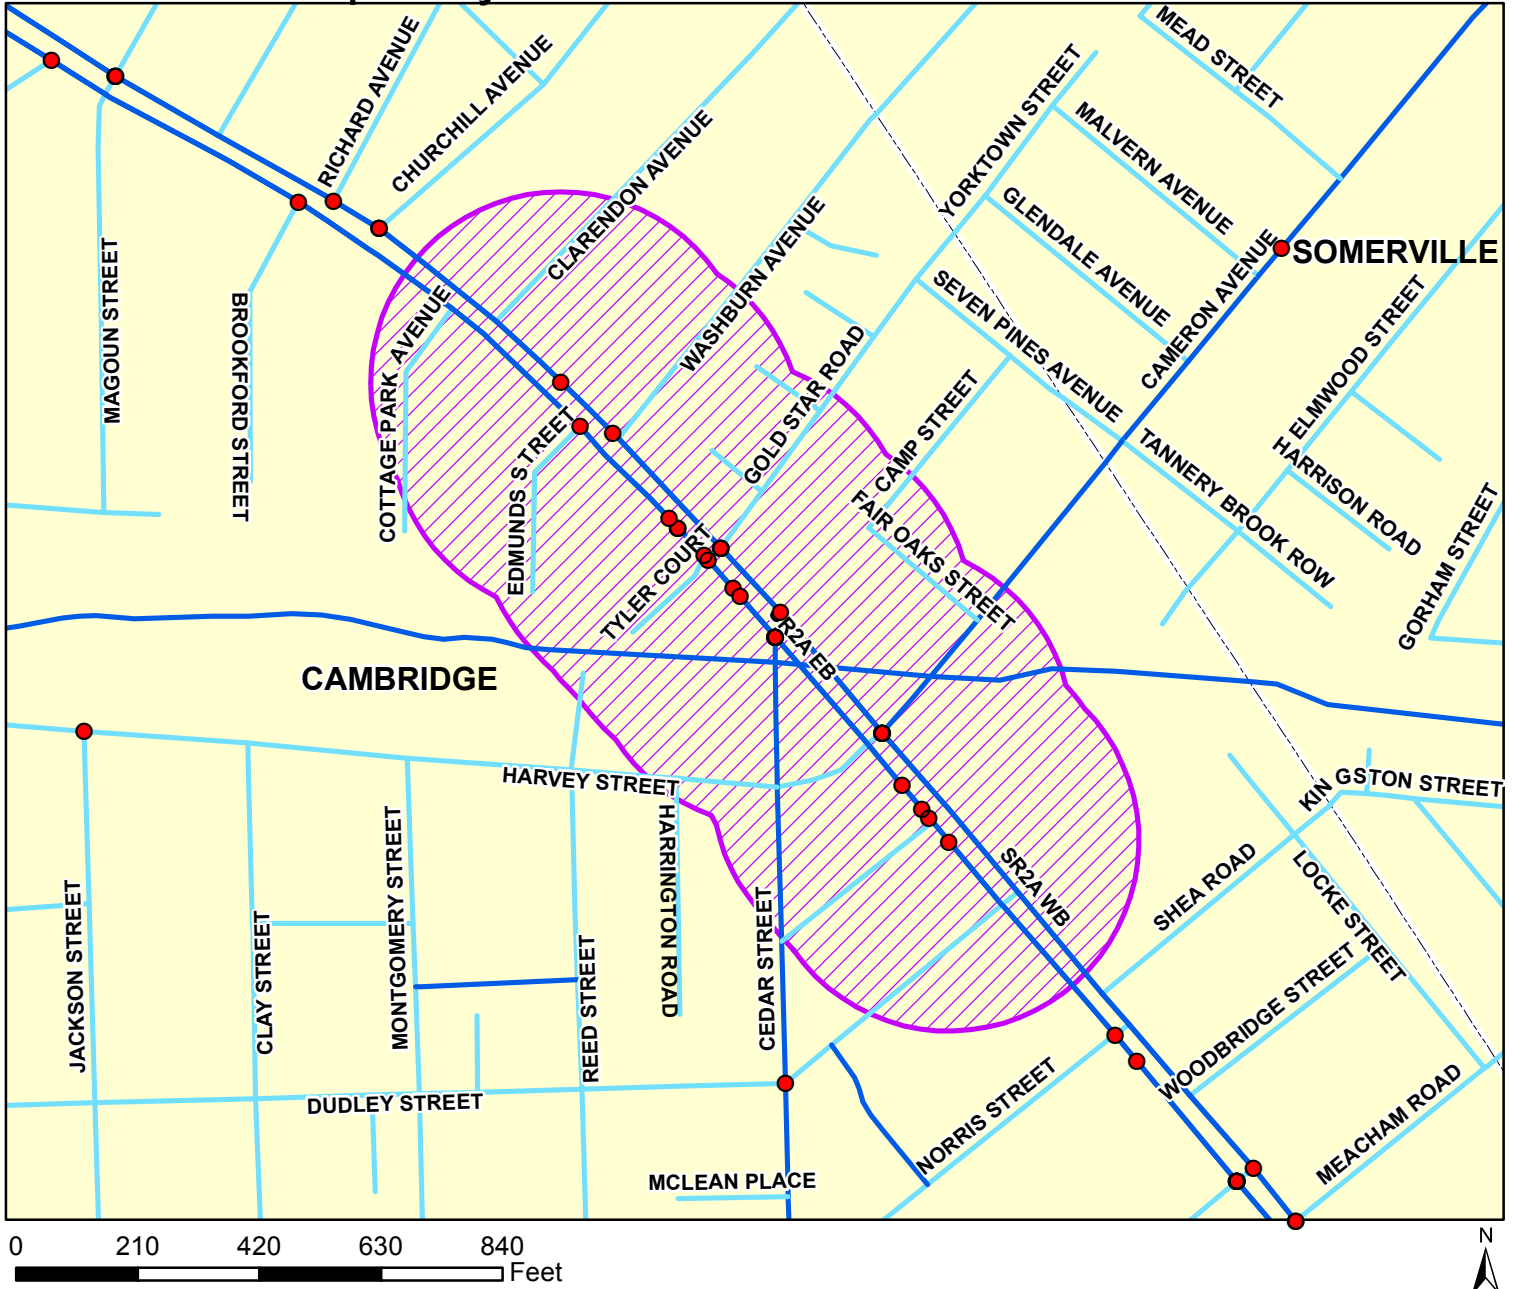 MEAD STREET
RICHARD AVENUE
CHURCHILL AVENUE
CLARENDON AVENUE
YORKTOWN STREET
MALVERN AVENUE
GLENDALE AVENUE
WASHBURN AVENUE
CAMERON AVENUE
SOMERVILLE
MAGOUN STREET
BROOKFORD STREET
COTTAGE PARK AVENUE
SEVEN PINES AVENUE
ELMWOOD STREET
GOLD STAR ROAD
CAMP STREET
EDMUNDS STREET
TANNERY BROOK ROW
HARRISON ROAD
GORHAM STREET
FAIR OAKS STREET
TYLER COURT
SR2A EB
CAMBRIDGE
HARVEY STREET
KIN GSTON STREET
HARRINGTON ROAD
MONTGOMERY STREET
JACKSON STREET
CLAY STREET
REED STREET
CEDAR STREET
SR2A WB
SHEA ROAD
LOCKE STREET
WOODBRIDGE STREET
DUDLEY STREET
NORRIS STREET
MEACHAM ROAD
MCLEAN PLACE
0 210 420 630 840
Feet
N